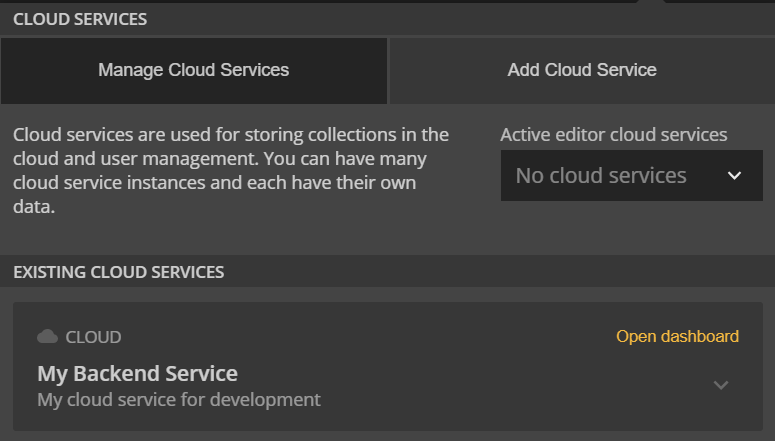 CLOUD SERVICES
Manage Cloud Services
Add Cloud Service
Cloud services are used for storing collections in the
cloud and user management. You can have many
cloud service instances and each have their own
data.
Active editor cloud services
No cloud services
EXISTING CLOUD SERVICES
CLOUD
Open dashboard
My Backend Service
My cloud service for development